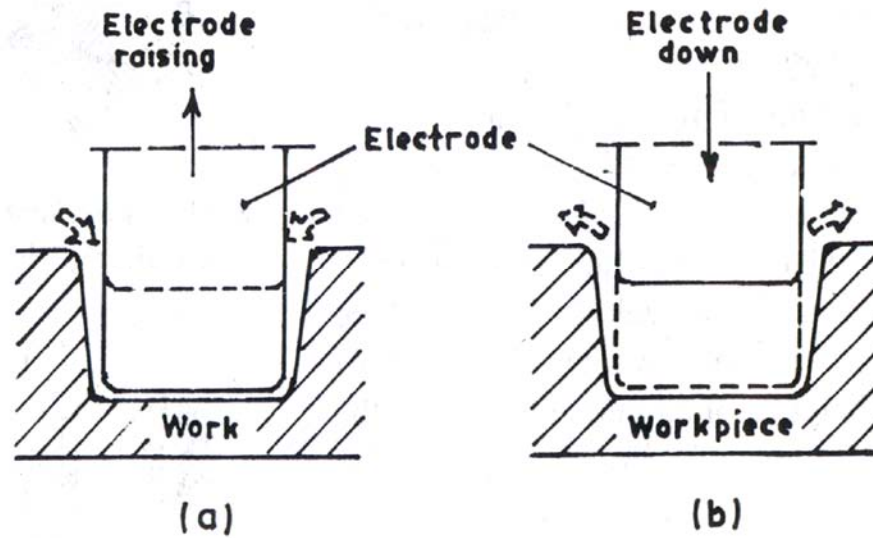 Electrode
raising
Electrode
down
Electrode
Work
Workpiece
(a)
(b)